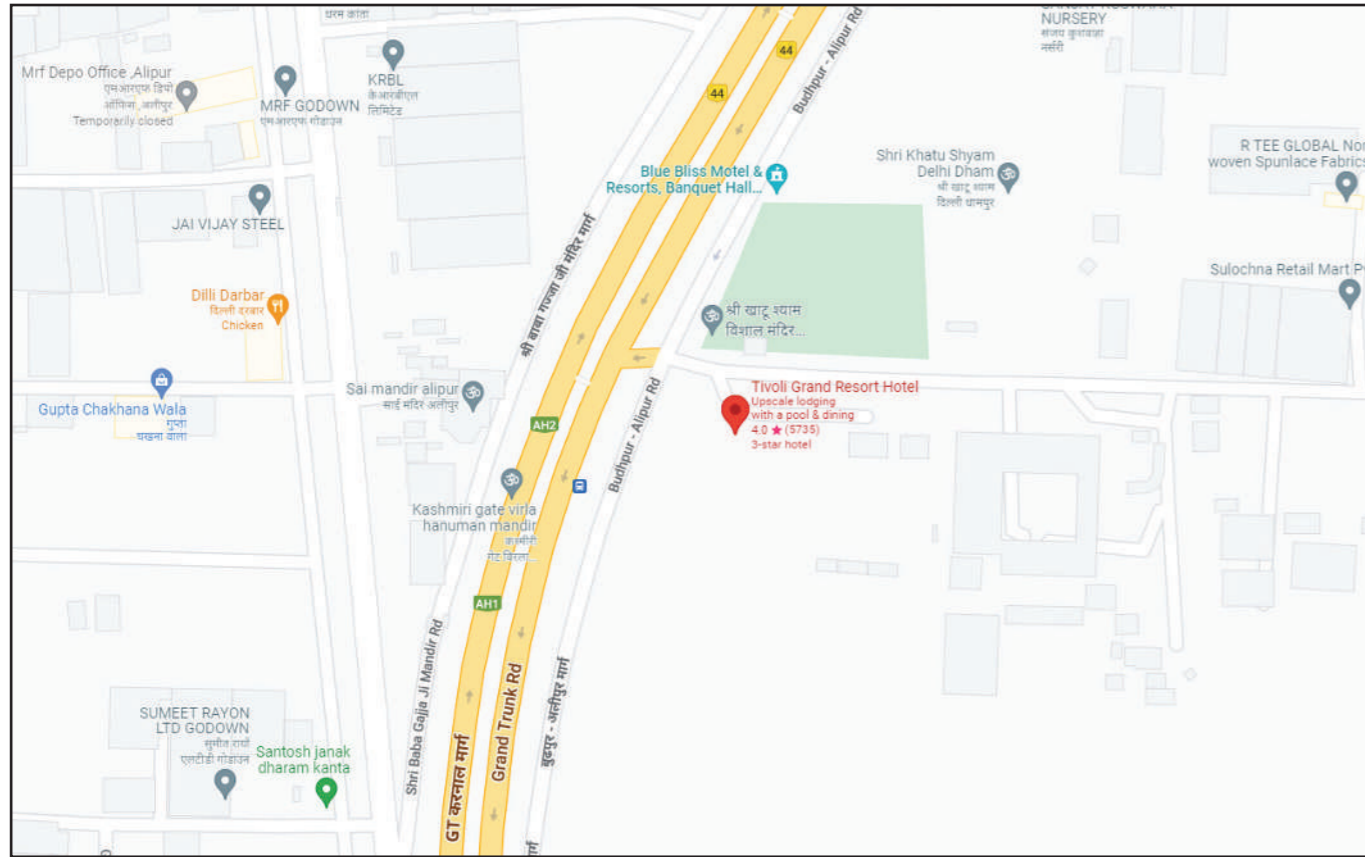 धरम कांता
Mrf Depo Office ,Alipur
एमआरएफ डिपो
ऑफिस ,अलीपुर
Temporarily closed
MRF GODOWN
एमआरएफ गोडाउन
KRBL
केआरबीएल
लिमिटेड
44
44
Budhpur - Alipur Rd
NURSERY
संजय कुशवाहा
नर्सरी
R TEE GLOBAL Non
woven Spunlace Fabrics
Shri Khatu Shyam
Delhi Dham
श्री खाटू श्याम
दिल्ली धामपुर
Blue Bliss Motel &
Resorts, Banquet Hall...
JAI VIJAY STEEL
श्री बाबा गज्जा जी मंदिर मार्ग
Sulochna Retail Mart
Dilli Darbar
दिल्ली दरबार
Chicken
श्री खाटू श्याम
विशाल मंदिर...
Sai mandir alipur
साई मंदिर अलीपुर
Gupta Chakhana Wala
गुप्ता
चखना वाला
Tivoli Grand Resort Hotel
Upscale lodging
with a pool & dining
4.0 ★ (5735)
3-star hotel
AH2
Budhpur - Alipur Rd
Kashmiri gate virla
hanuman mandir
कश्मीरी
गेट बिरला...
AH1
Shri Baba Gajja Ji Mandir Rd
Grand Trunk Rd
GT करनाल मार्ग
बुढपुर - अलीपुर मार्ग
SUMEET RAYON
LTD GODOWN
सुमीत रायों
एलटीडी गोडाउन
Santosh janak
dharam kanta
मार्ग